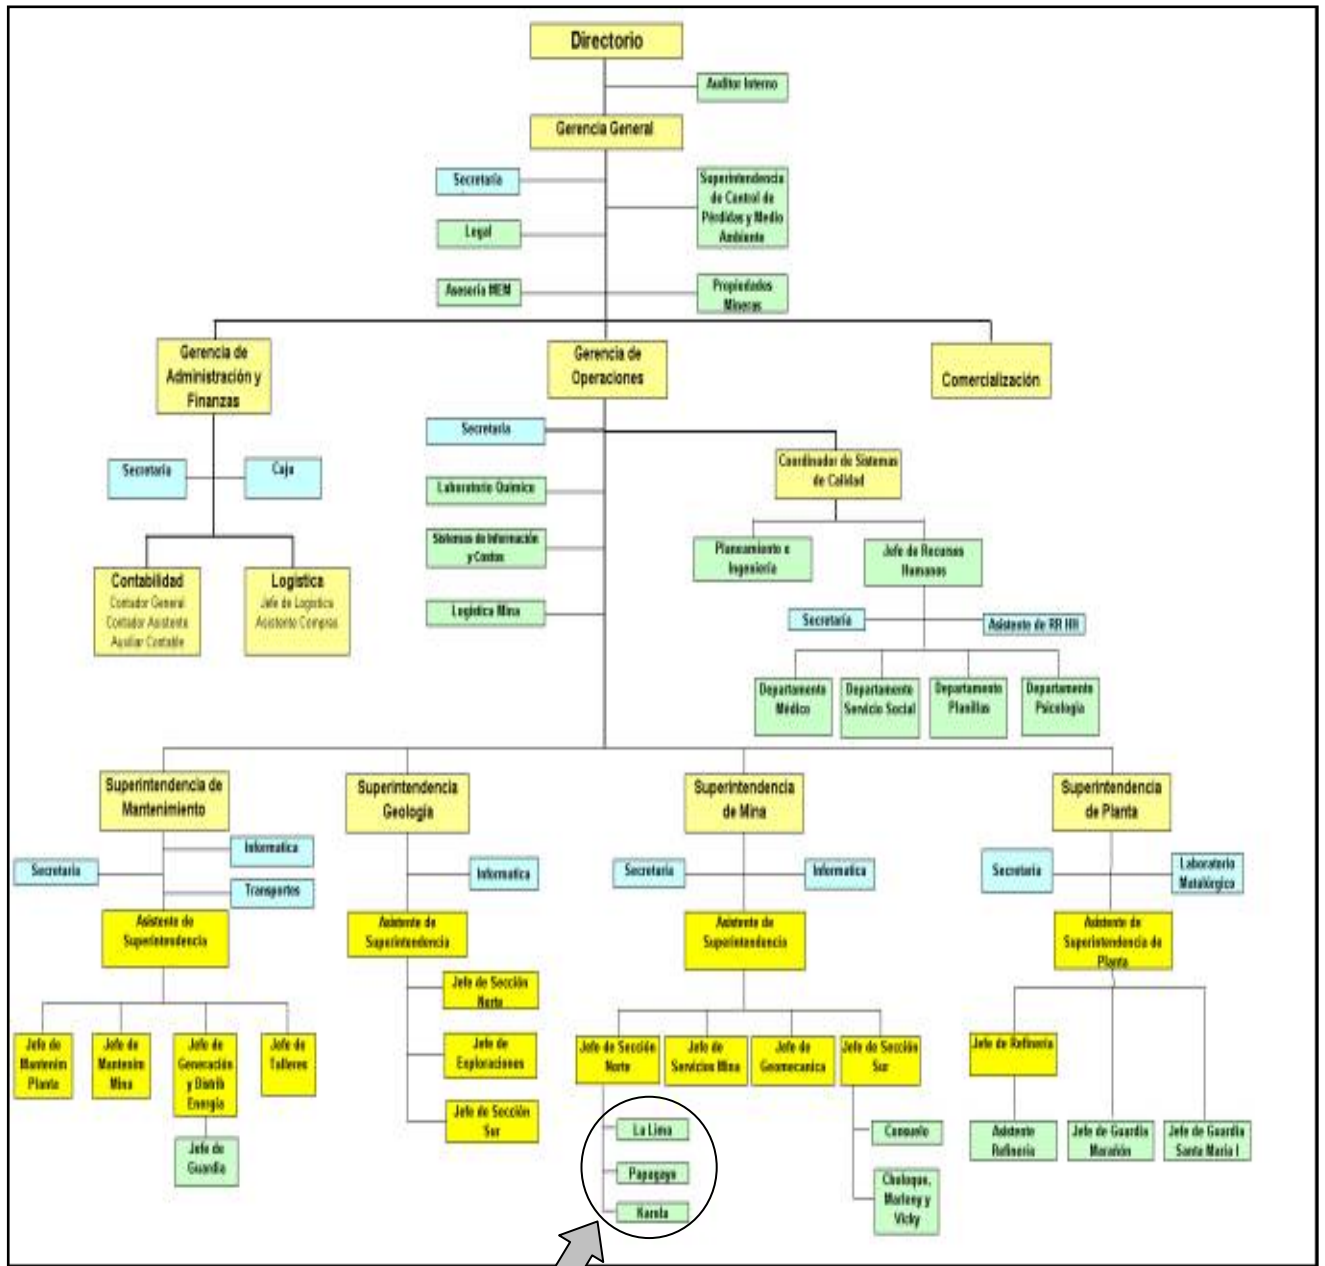 Directorio
Auditor Interno
Gerencia General
Secretaría
Superintendencia
de Control de
Pérdidas y Medio
Ambiente
Legal
Asesoría MEM
Propiedades
Mineras
Gerencia de
Administración y
Finanzas
Gerencia de
Operaciones
Comercialización
Secretaría
Coordinador de Sistemas
de Calidad
Secretaría
Caja
Laboratorio Químico
Sistemas de Información
y Costos
Planeamiento e
Ingeniería
Jefe de Recursos
Humanos
Contabilidad
Contador General
Contador Asistente
Auxiliar Contable
Logística
Jefe de Logística
Asistente Compras
Logística Mina
Secretaría
Asistente de RR HH
Departamento
Médico
Departamento
Servicio Social
Departamento
Planillas
Departamento
Psicología
Superintendencia de
Mantenimiento
Superintendencia
Geología
Superintendencia
de Mina
Superintendencia
de Planta
Informatica
Secretaría
Transportes
Informatica
Secretaría
Informatica
Secretaría
Laboratorio
Matalórgico
Asistente de
Superintendencia
Asistente de
Superintendencia
Asistente de
Superintendencia
Asistente de
Superintendencia de
Planta
Jefe de
Mantenim
Planta
Jefe de
Mantenim
Mina
Jefe de
Generación
y Distrib
Energía
Jefe de
Talleres
Jefe de
Guardia
Jefe de Sección
Norte
Jefe de
Exploraciones
Jefe de Sección
Sur
Jefe de Sección
Norte
Jefe de
Servicios Mina
Jefe de
Geomecanica
Jefe de Sección
Sur
La Lima
Papagayo
Karola
Consuelo
Choloque,
Marleny y
Vicky
Jefe de Refinería
Asistente
Refinería
Jefe de Guardia
Marañón
Jefe de Guardia
Santa María I